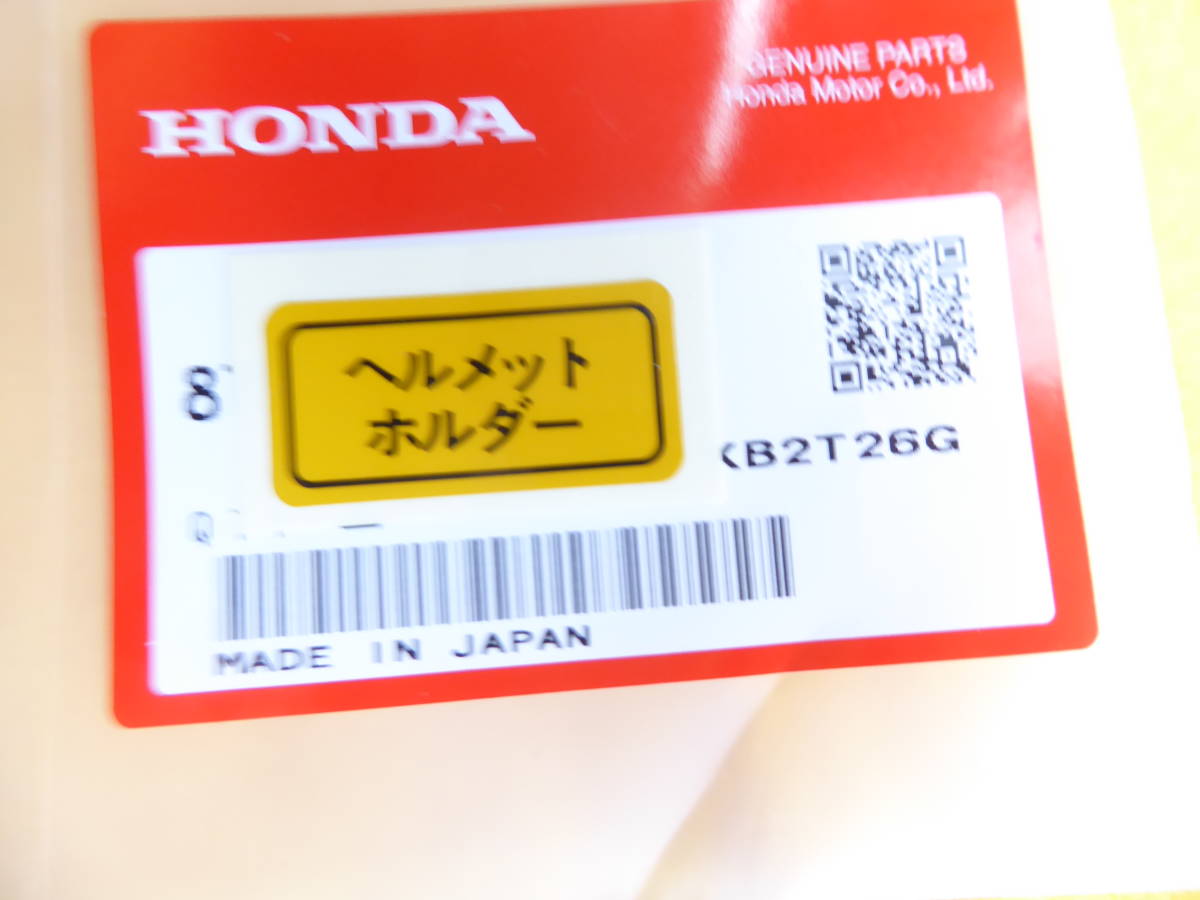 HONDA
GENUINE PARTS
Honda Motor Co., Ltd.
ヘルメット
ホルダー
8
KB2T26G
MADE IN JAPAN